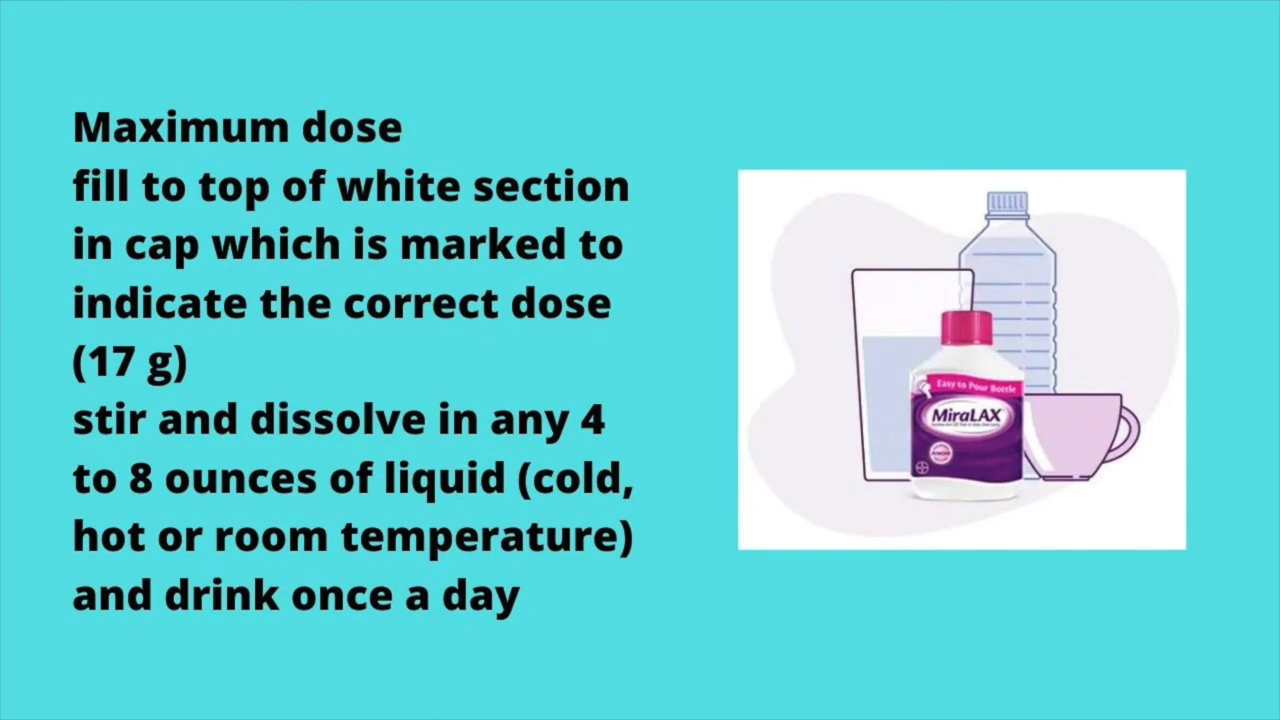 Maximum dose
fill to top of white section
in cap which is marked to
indicate the correct dose
(17 g)
stir and dissolve in any 4
to 8 ounces of liquid (cold,
hot or room temperature)
and drink once a day
Easy to Pour Bottle
MiraLAX